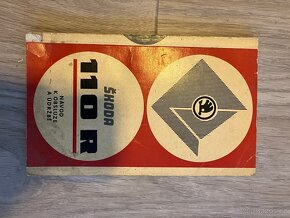 ŠKODA
110 R
NÁVOD
K OBSLUZE
A ÚDRŽBĚ